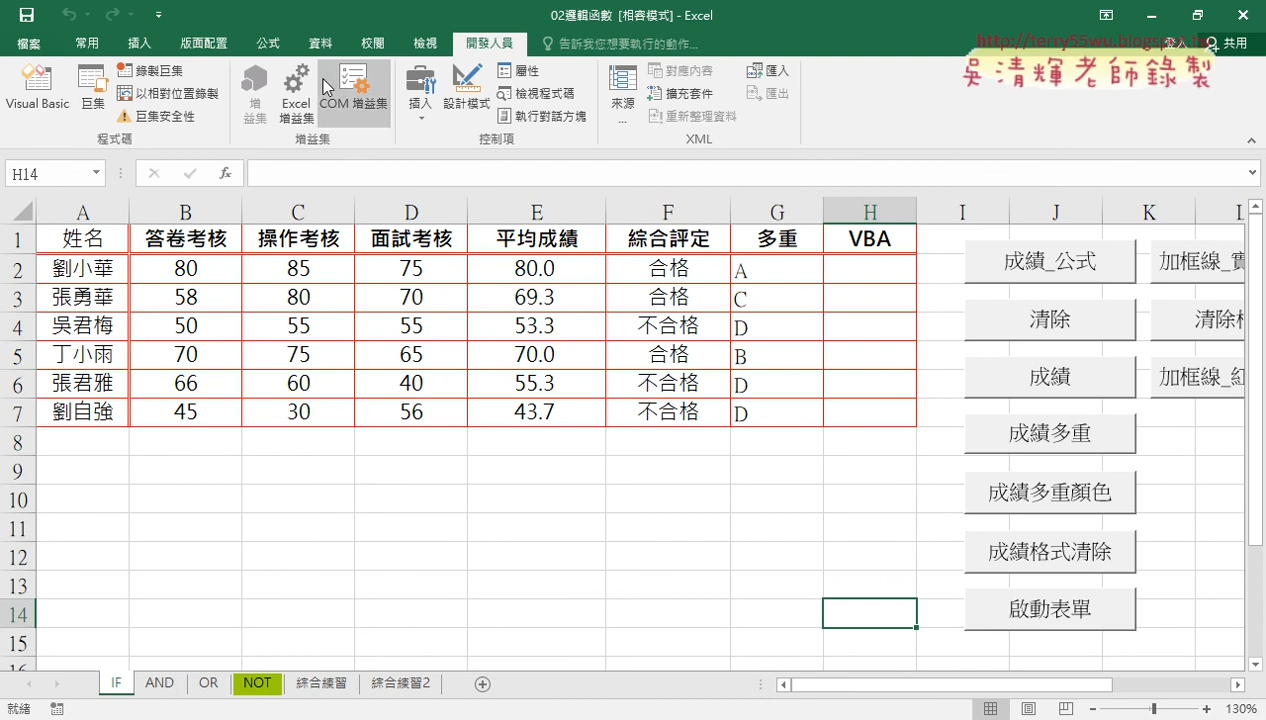 02邏輯函數 [相容模式] - Excel
檔案 常用 插入 版面配置 公式 資料 校閱 檢視 開發人員 告訴我您想要執行的動作... 登入 共用
http://terry55wu.blogspot.tw
吳清輝老師錄製
Visual Basic 巨集 錄製巨集 以相對位置錄製 巨集安全性
增益集 Excel 增益集 COM 增益集
插入 設計模式 屬性 檢視程式碼 執行對話方塊
來源... 對應內容 擴充套件 重新整理資料 匯入 匯出
程式碼 增益集 控制項 XML
H14 fx
A B C D E F G H I J K L
1 姓名 答卷考核 操作考核 面試考核 平均成績 綜合評定 多重 VBA
2 劉小華 80 85 75 80.0 合格 A
3 張勇華 58 80 70 69.3 合格 C
4 吳君梅 50 55 55 53.3 不合格 D
5 丁小雨 70 75 65 70.0 合格 B
6 張君雅 66 60 40 55.3 不合格 D
7 劉自強 45 30 56 43.7 不合格 D
8
9
10
11
12
13
14
15
16
成績_公式 加框線_
清除 清除
成績 加框線_
成績多重
成績多重顏色
成績格式清除
啟動表單
IF AND OR NOT 綜合練習 綜合練習2
就緒 130%